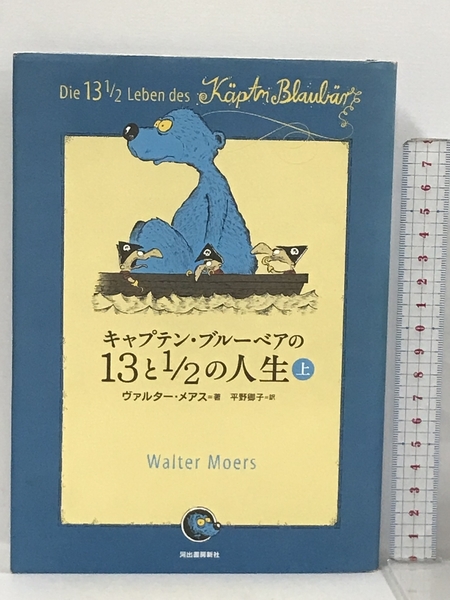 Die 13 1/2 Leben des Käptn Blaubär
キャプテン・ブルーベアの
13と1/2の人生 上
ヴァルター・メアス=著 平野卿子=訳
Walter Moers
河出書房新社